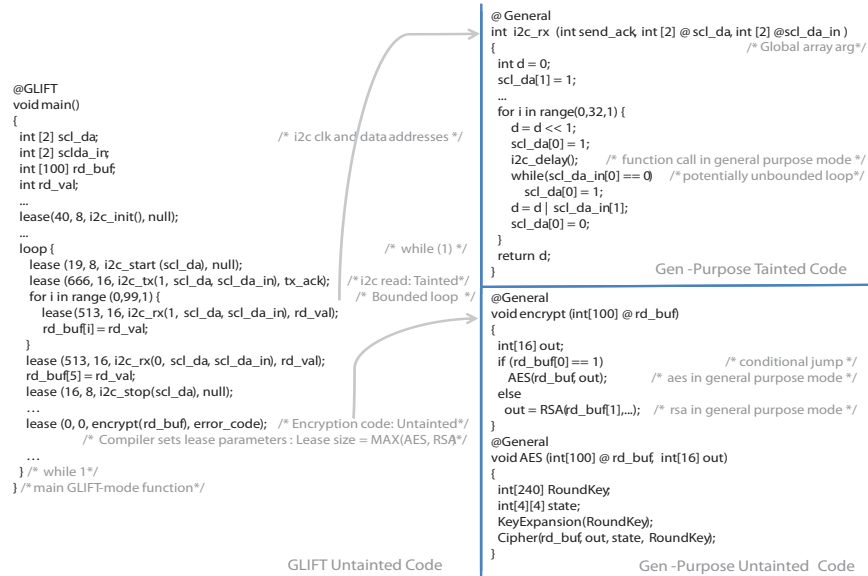 @GLIFT
void main()
{
int [2] scl_da;    /* i2c clk and data addresses */
int [2] sclda_in;
int [100] rd_buf;
int rd_val;
...
lease(40, 8, i2c_init(), null);
...
loop {    /* while (1) */
lease (19, 8, i2c_start (scl_da), null);
lease (666, 16, i2c_tx(1, scl_da, scl_da_in), tx_ack);    /*i2c read: Tainted*/
for i in range (0,99,1) {    /* Bounded loop */
lease(513, 16, i2c_rx(1, scl_da, scl_da_in), rd_val);
rd_buf[i] = rd_val;
}
lease (513, 16, i2c_rx(0, scl_da, scl_da_in), rd_val);
rd_buf[5] = rd_val;
lease (16, 8, i2c_stop(scl_da), null);
...
lease (0, 0, encrypt(rd_buf), error_code);    /* Encryption code: Untainted*/
/* Compiler sets lease parameters : Lease size = MAX(AES, RSA)*/
...
} /* while 1*/
} /*main GLIFT-mode function*/
GLIFT Untainted Code
@ General
int i2c_rx (int send_ack, int [2] @ scl_da, int [2] @scl_da_in )
{    /* Global array arg*/
int d = 0;
scl_da[1] = 1;
...
for i in range(0,32,1) {
d = d << 1;
scl_da[0] = 1;
i2c_delay();    /* function call in general purpose mode */
while(scl_da_in[0] == 0)    /*potentially unbounded loop*/
scl_da[0] = 1;
d = d | scl_da_in[1];
scl_da[0] = 0;
}
return d;
}
Gen -Purpose Tainted Code
@General
void encrypt (int[100] @ rd_buf)
{
int[16] out;
if (rd_buf[0] == 1)    /* conditional jump */
AES(rd_buf, out);    /* aes in general purpose mode */
else
out = RSA(rd_buf[1],...);    /* rsa in general purpose mode */
}
@General
void AES (int[100] @ rd_buf, int[16] out)
{
int[240] RoundKey;
int[4][4] state;
KeyExpansion(RoundKey);
Cipher(rd_buf, out, state, RoundKey);
}
Gen -Purpose Untainted Code